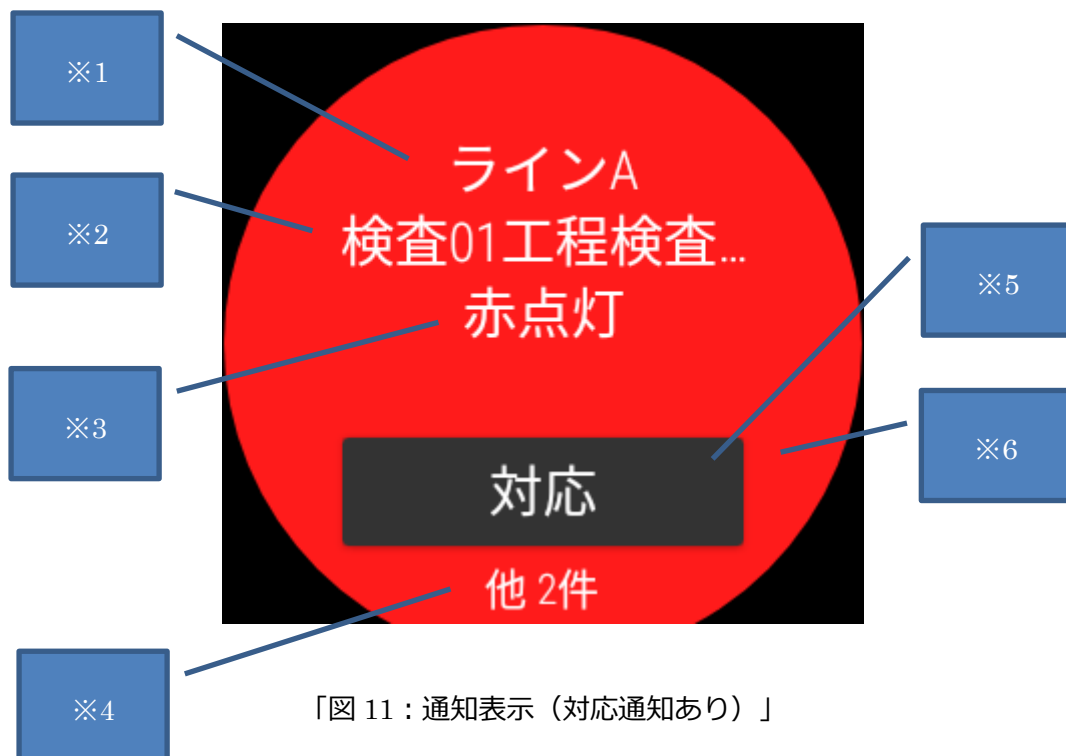 ※1
ラインA
※2
検査01工程検査...
※5
赤点灯
※3
※6
対応
他 2件
※4
「図 11：通知表示（対応通知あり）」